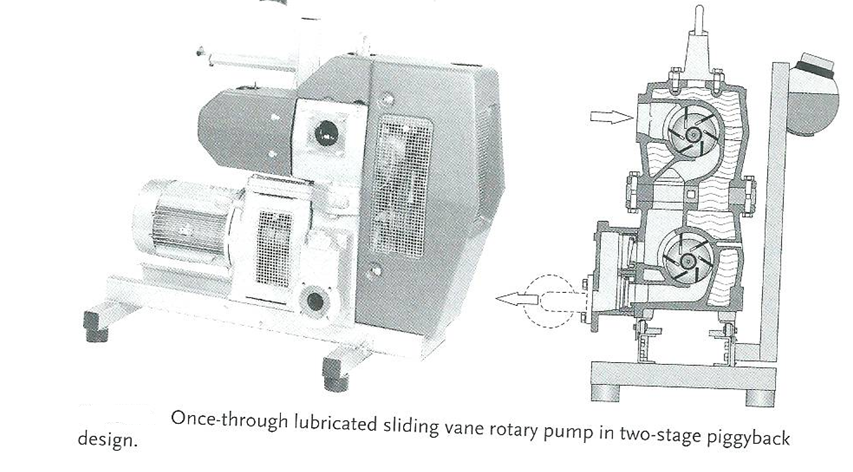 Once-through lubricated sliding vane rotary pump in two-stage piggyback
design.